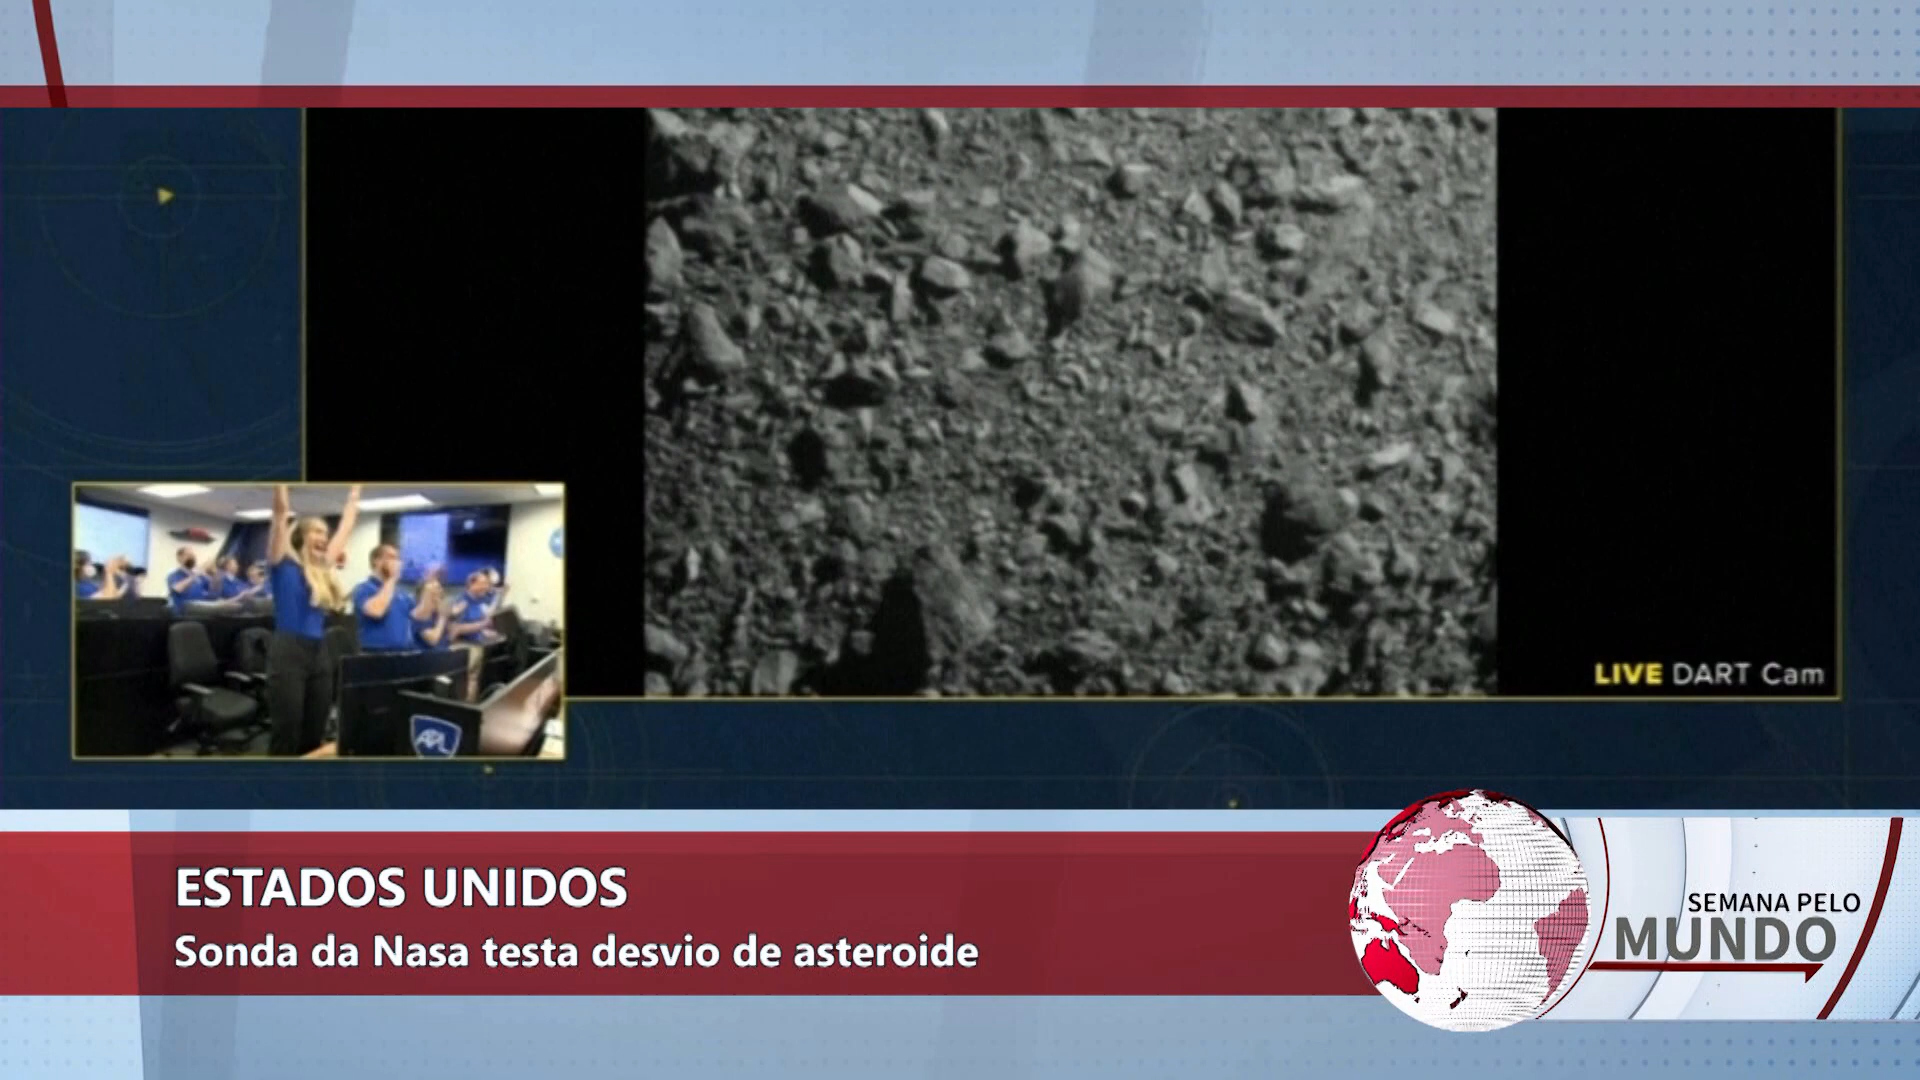 LIVE DART Cam
APL
ESTADOS UNIDOS
Sonda da Nasa testa desvio de asteroide
SEMANA PELO
MUNDO